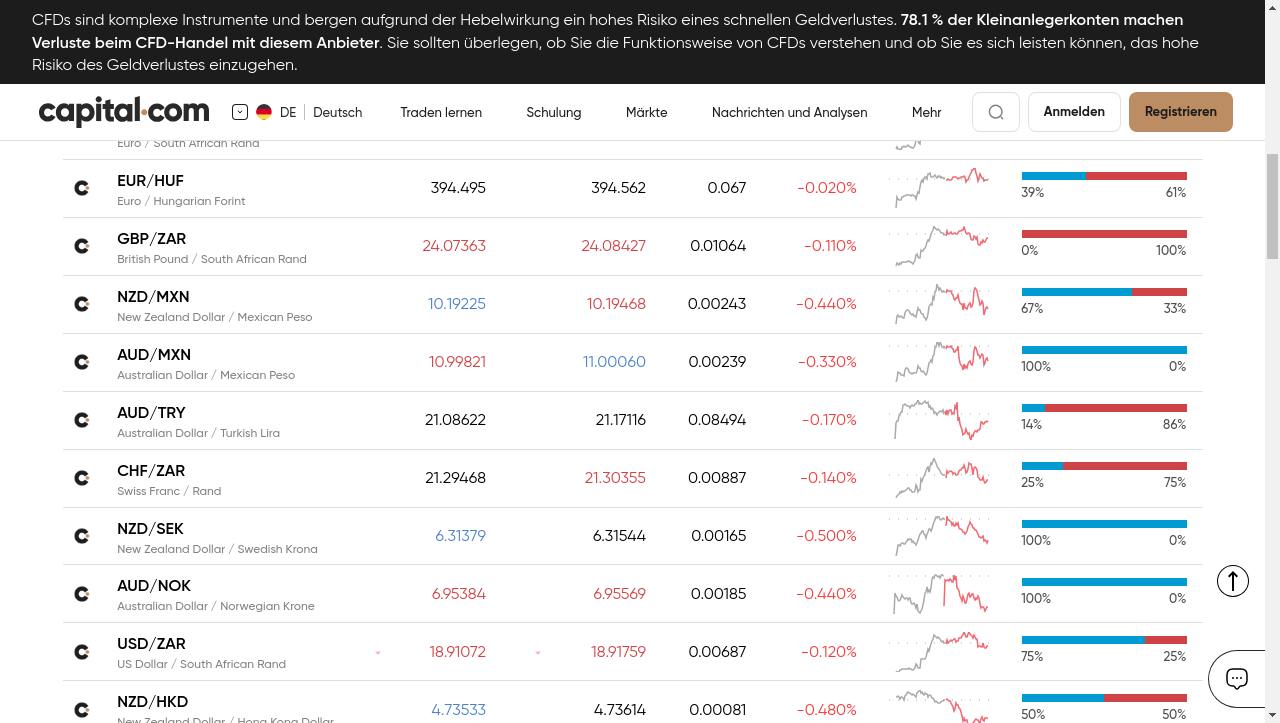 CFDs sind komplexe Instrumente und bergen aufgrund der Hebelwirkung ein hohes Risiko eines schnellen Geldverlustes. 78.1 % der Kleinanlegerkonten machen
Verluste beim CFD-Handel mit diesem Anbieter. Sie sollten überlegen, ob Sie die Funktionsweise von CFDs verstehen und ob Sie es sich leisten können, das hohe
Risiko des Geldverlustes einzugehen.
capital.com DE Deutsch Traden lernen Schulung Märkte Nachrichten und Analysen Mehr Anmelden Registrieren
Euro / South African Rand
EUR/HUF 394.495 394.562 0.067 -0.020%
Euro / Hungarian Forint 39% 61%
GBP/ZAR 24.07363 24.08427 0.01064 -0.110%
British Pound / South African Rand 0% 100%
NZD/MXN 10.19225 10.19468 0.00243 -0.440%
New Zealand Dollar / Mexican Peso 67% 33%
AUD/MXN 10.99821 11.00060 0.00239 -0.330%
Australian Dollar / Mexican Peso 100% 0%
AUD/TRY 21.08622 21.17116 0.08494 -0.170%
Australian Dollar / Turkish Lira 14% 86%
CHF/ZAR 21.29468 21.30355 0.00887 -0.140%
Swiss Franc / Rand 25% 75%
NZD/SEK 6.31379 6.31544 0.00165 -0.500%
New Zealand Dollar / Swedish Krona 100% 0%
AUD/NOK 6.95384 6.95569 0.00185 -0.440%
Australian Dollar / Norwegian Krone 100% 0%
USD/ZAR 18.91072 18.91759 0.00687 -0.120%
US Dollar / South African Rand 75% 25%
NZD/HKD 4.73533 4.73614 0.00081 -0.480%
New Zealand Dollar / Hong Kong Dollar 50% 50%